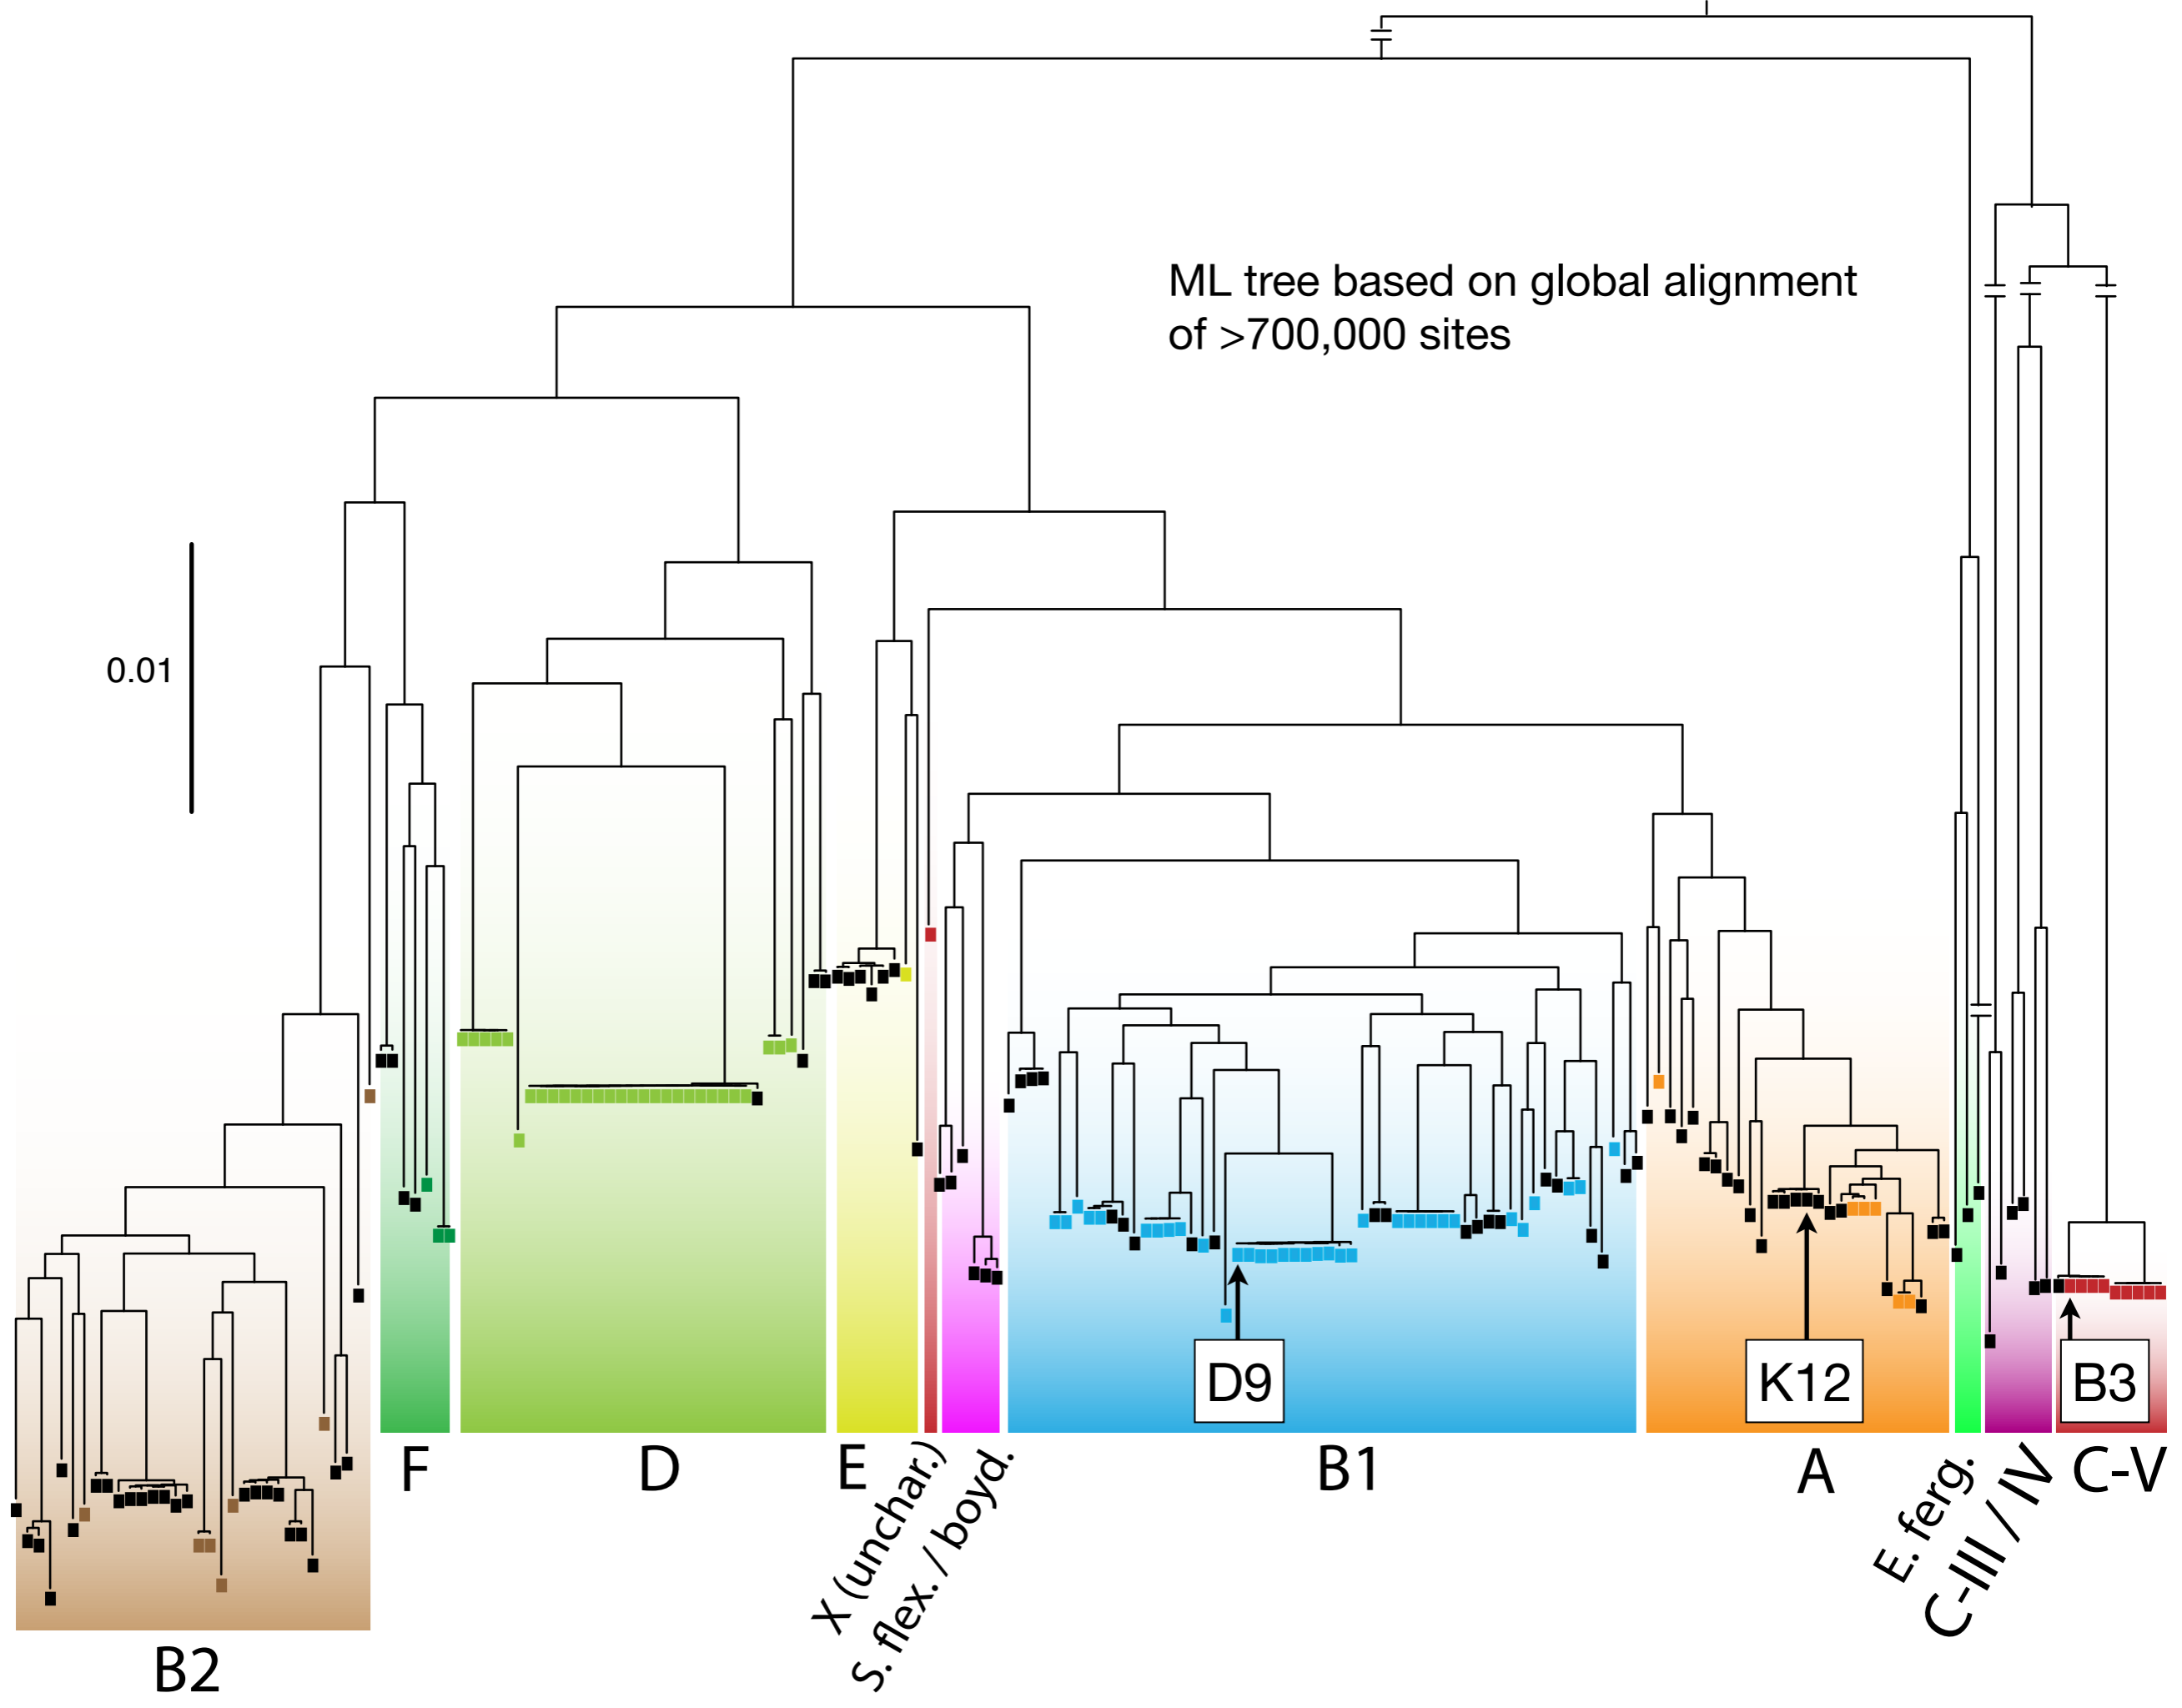 ML tree based on global alignment
of >700,000 sites
0.01
D9
K12
B3
F
D
E
X (unchar.)
S. flex. / boyd.
B1
A
E. ferg.
C-III / IV
C-V
B2